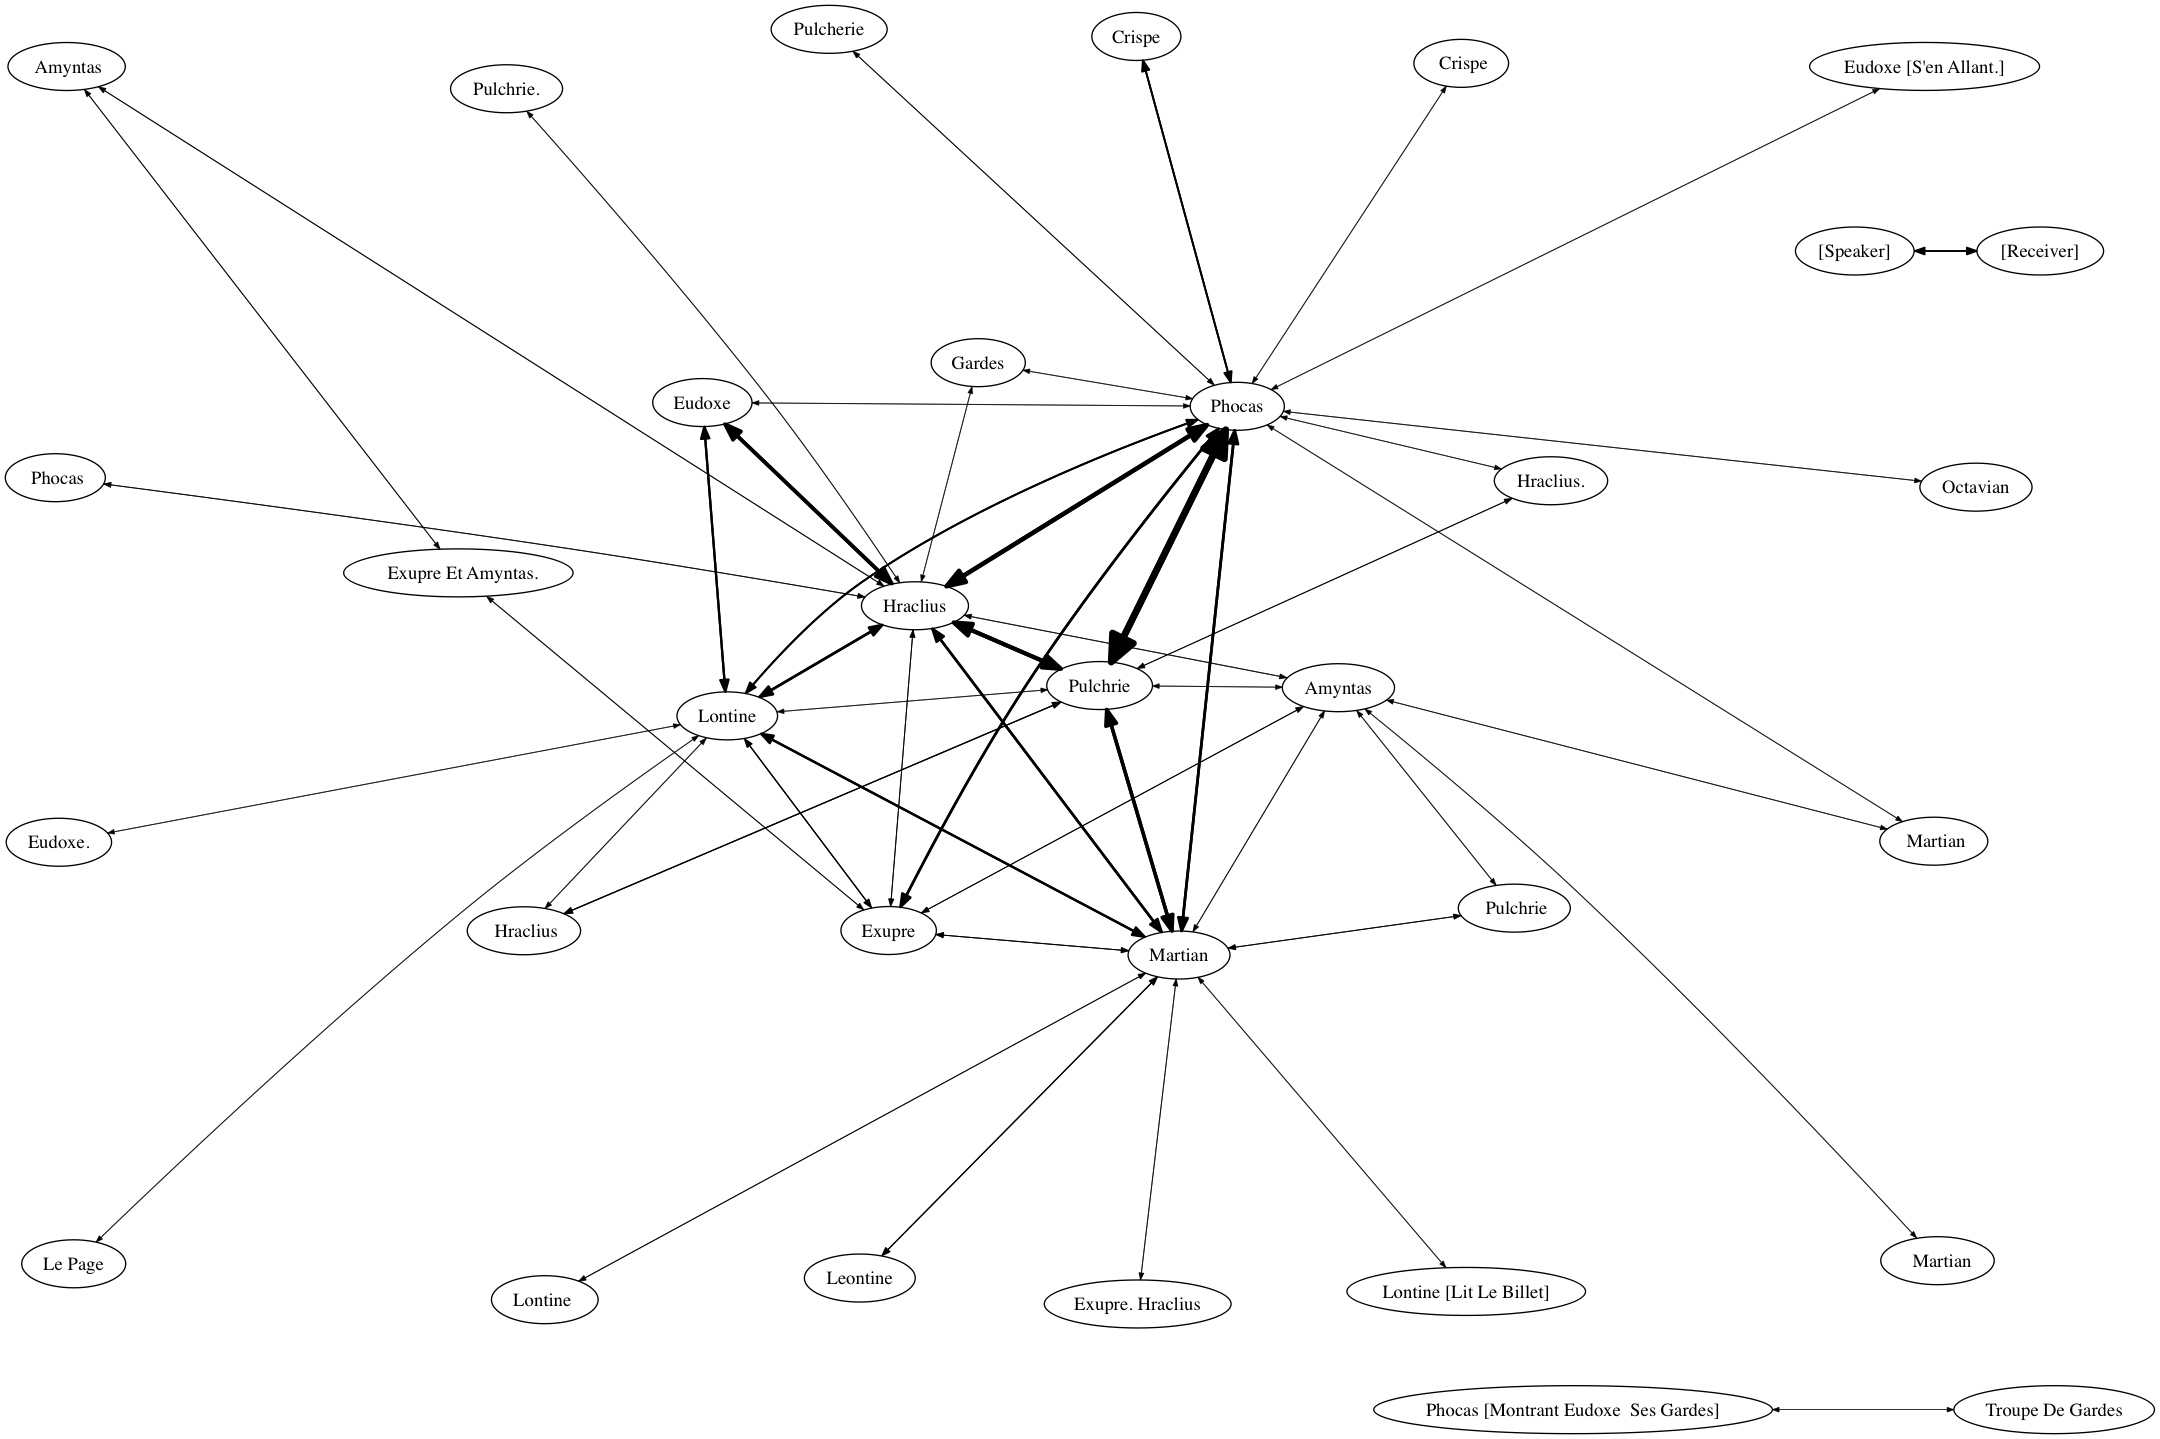 Pulcherie
Crispe
Crispe
Amyntas
Eudoxe [S'en Allant.]
Pulchrie.
[Speaker]
[Receiver]
Gardes
Eudoxe
Phocas
Phocas
Hraclius.
Octavian
Exupre Et Amyntas.
Hraclius
Pulchrie
Amyntas
Lontine
Eudoxe.
Martian
Pulchrie
Hraclius
Exupre
Martian
Le Page
Martian
Leontine
Lontine
Exupre. Hraclius
Lontine [Lit Le Billet]
Phocas [Montrant Eudoxe  Ses Gardes]
Troupe De Gardes